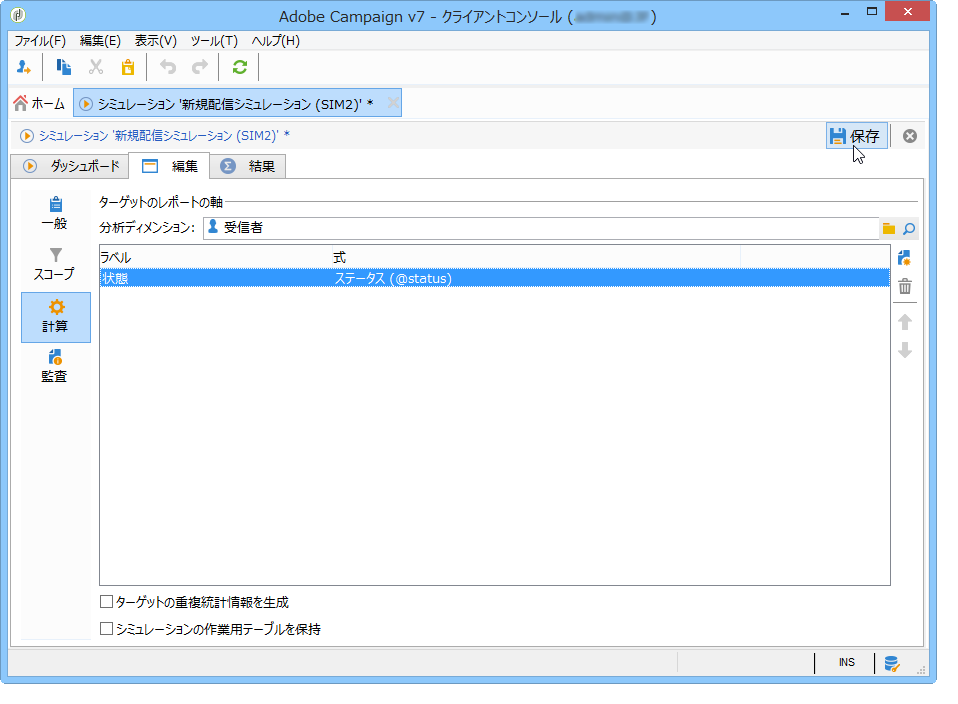 Adobe Campaign v7 - クライアントコンソール ( )
ファイル(F) 編集(E) 表示(V) ツール(T) ヘルプ(H)
ホーム シミュレーション '新規配信シミュレーション (SIM2)' *
シミュレーション '新規配信シミュレーション (SIM2)' * 保存
ダッシュボード 編集 結果
一般
スコープ
計算
監査
ターゲットのレポートの軸
分析ディメンション: 受信者
ラベル 式
状態 ステータス (@status)
ターゲットの重複統計情報を生成
シミュレーションの作業用テーブルを保持
INS